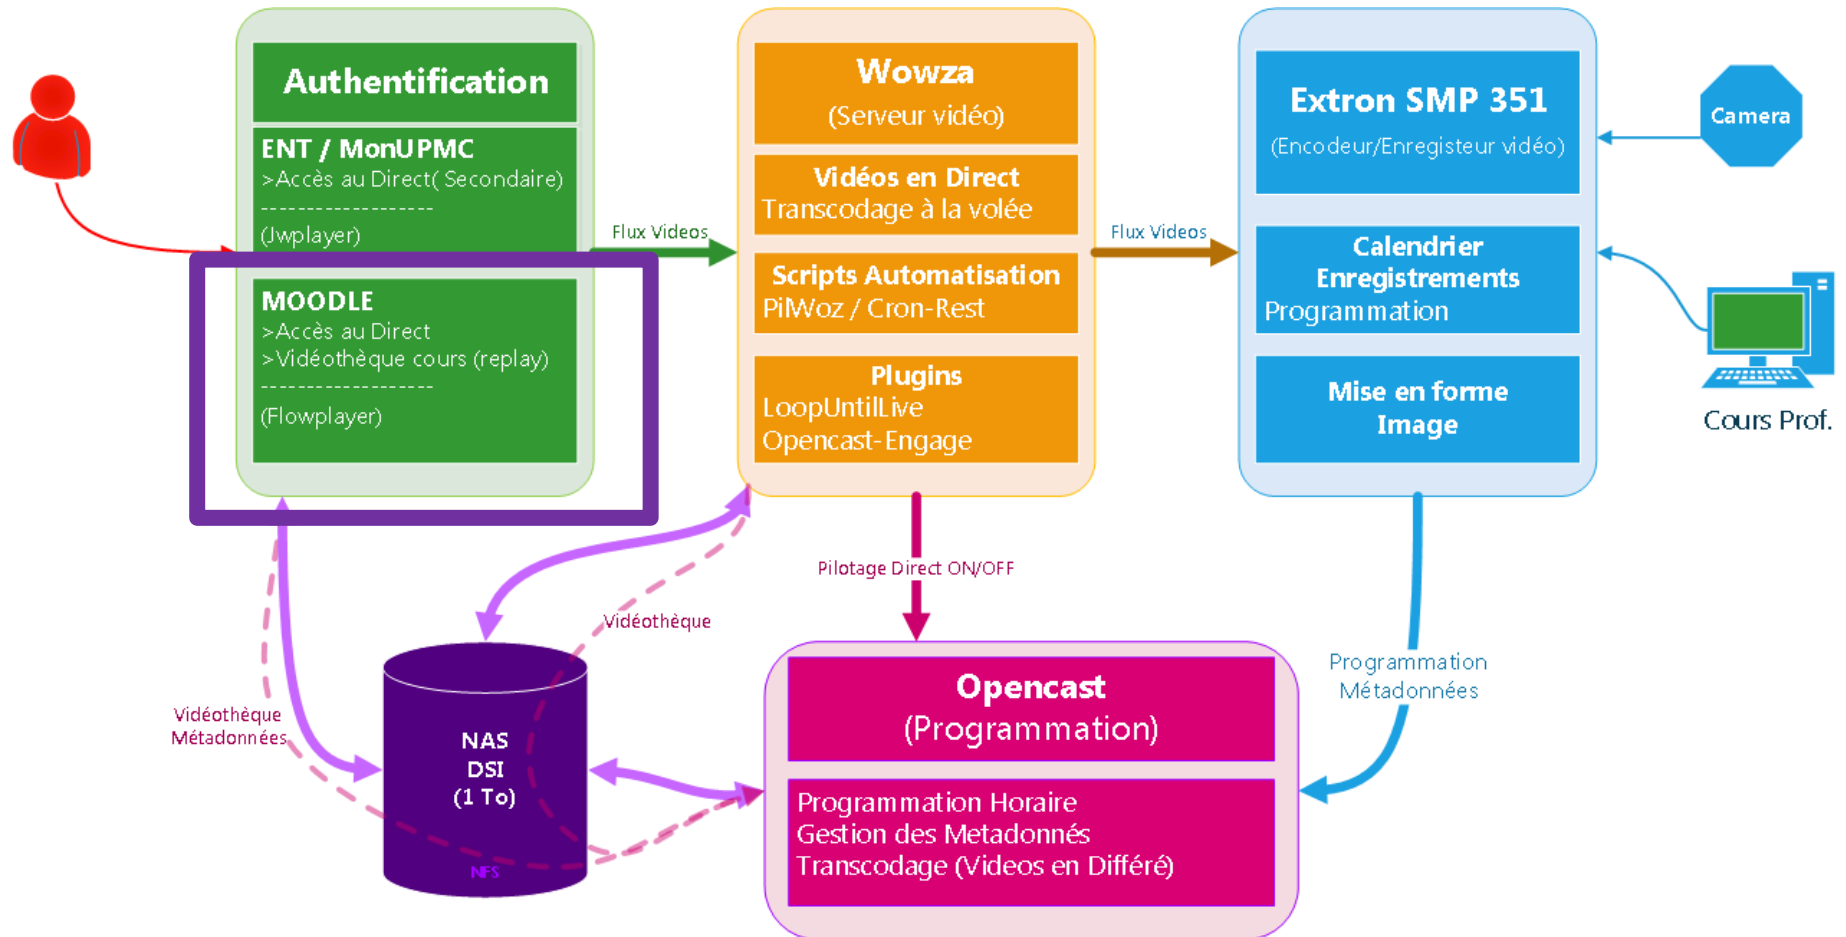 Authentification
ENT / MonUPMC
>Accès au Direct( Secondaire)
-------------------
(Jwplayer)
MOODLE
>Accès au Direct
>Vidéothèque cours (replay)
-------------------
(Flowplayer)
Flux Videos
Wowza
(Serveur vidéo)
Vidéos en Direct
Transcodage à la volée
Scripts Automatisation
PilWoz / Cron-Rest
Plugins
LoopUntilLive
Opencast-Engage
Flux Videos
Extron SMP 351
(Encodeur/Enregisteur vidéo)
Calendrier
Enregistrements
Programmation
Mise en forme
Image
Camera
Cours Prof.
Pilotage Direct ON/OFF
Vidéothèque
Vidéothèque
Métadonnées
NAS
DSI
(1 To)
NFS
Opencast
(Programmation)
Programmation Horaire
Gestion des Metadonnés
Transcodage (Videos en Différé)
Programmation
Métadonnées